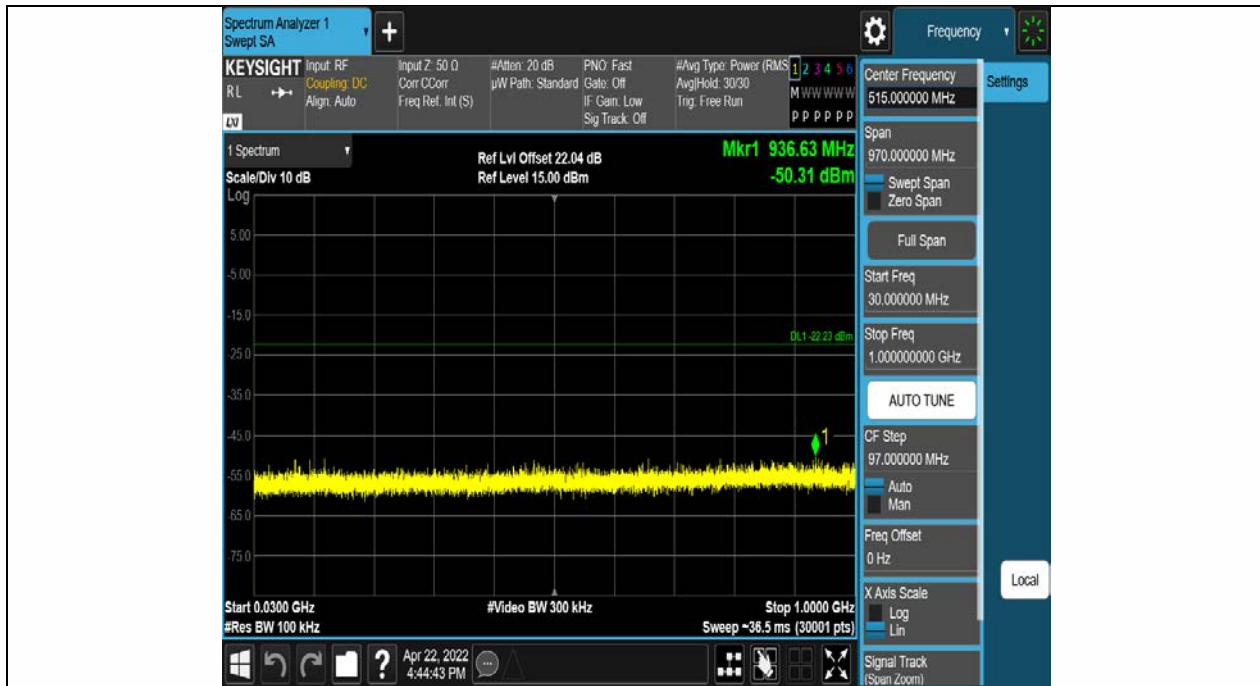 Spectrum Analyzer 1
Swept SA
+
Frequency
KEYSIGHT
RL
LXI
Input: RF
Coupling: DC
Align: Auto
Input Z: 50 Ω
Corr CCorr
Freq Ref: Int (S)
#Atten: 20 dB
µW Path: Standard
PNO: Fast
Gate: Off
IF Gain: Low
Sig Track: Off
#Avg Type: Power (RMS
Avg|Hold: 30/30
Trig: Free Run
1 2 3 4 5 6
M W W W W W
P P P P P P
1 Spectrum
Scale/Div 10 dB
Log
Ref Lvl Offset 22.04 dB
Ref Level 15.00 dBm
Mkr1 936.63 MHz
-50.31 dBm
5.00
-5.00
-15.0
DL1 -22.23 dBm
-25.0
-35.0
-45.0
1
-55.0
-65.0
-75.0
Start 0.0300 GHz
#Res BW 100 kHz
#Video BW 300 kHz
Stop 1.0000 GHz
Sweep ~36.5 ms (30001 pts)
?
Apr 22, 2022
4:44:43 PM
Center Frequency
515.000000 MHz
Span
970.000000 MHz
Swept Span
Zero Span
Full Span
Start Freq
30.000000 MHz
Stop Freq
1.000000000 GHz
AUTO TUNE
CF Step
97.000000 MHz
Auto
Man
Freq Offset
0 Hz
X Axis Scale
Log
Lin
Signal Track
(Span Zoom)
Settings
Local